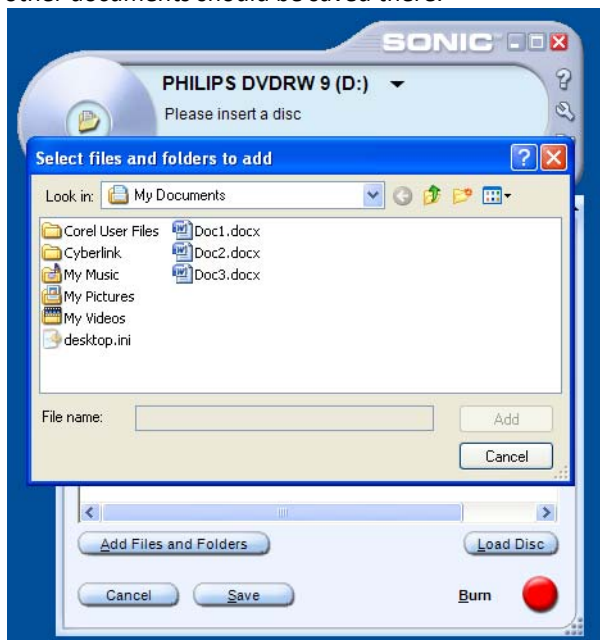 other documents should be saved there.
SONIC
PHILIPS DVDRW 9 (D:)
Please insert a disc
Select files and folders to add
Look in: My Documents
Corel User Files Doc1.docx
Cyberlink Doc2.docx
My Music Doc3.docx
My Pictures
My Videos
desktop.ini
File name: Add
Cancel
Add Files and Folders Load Disc
Cancel Save Burn